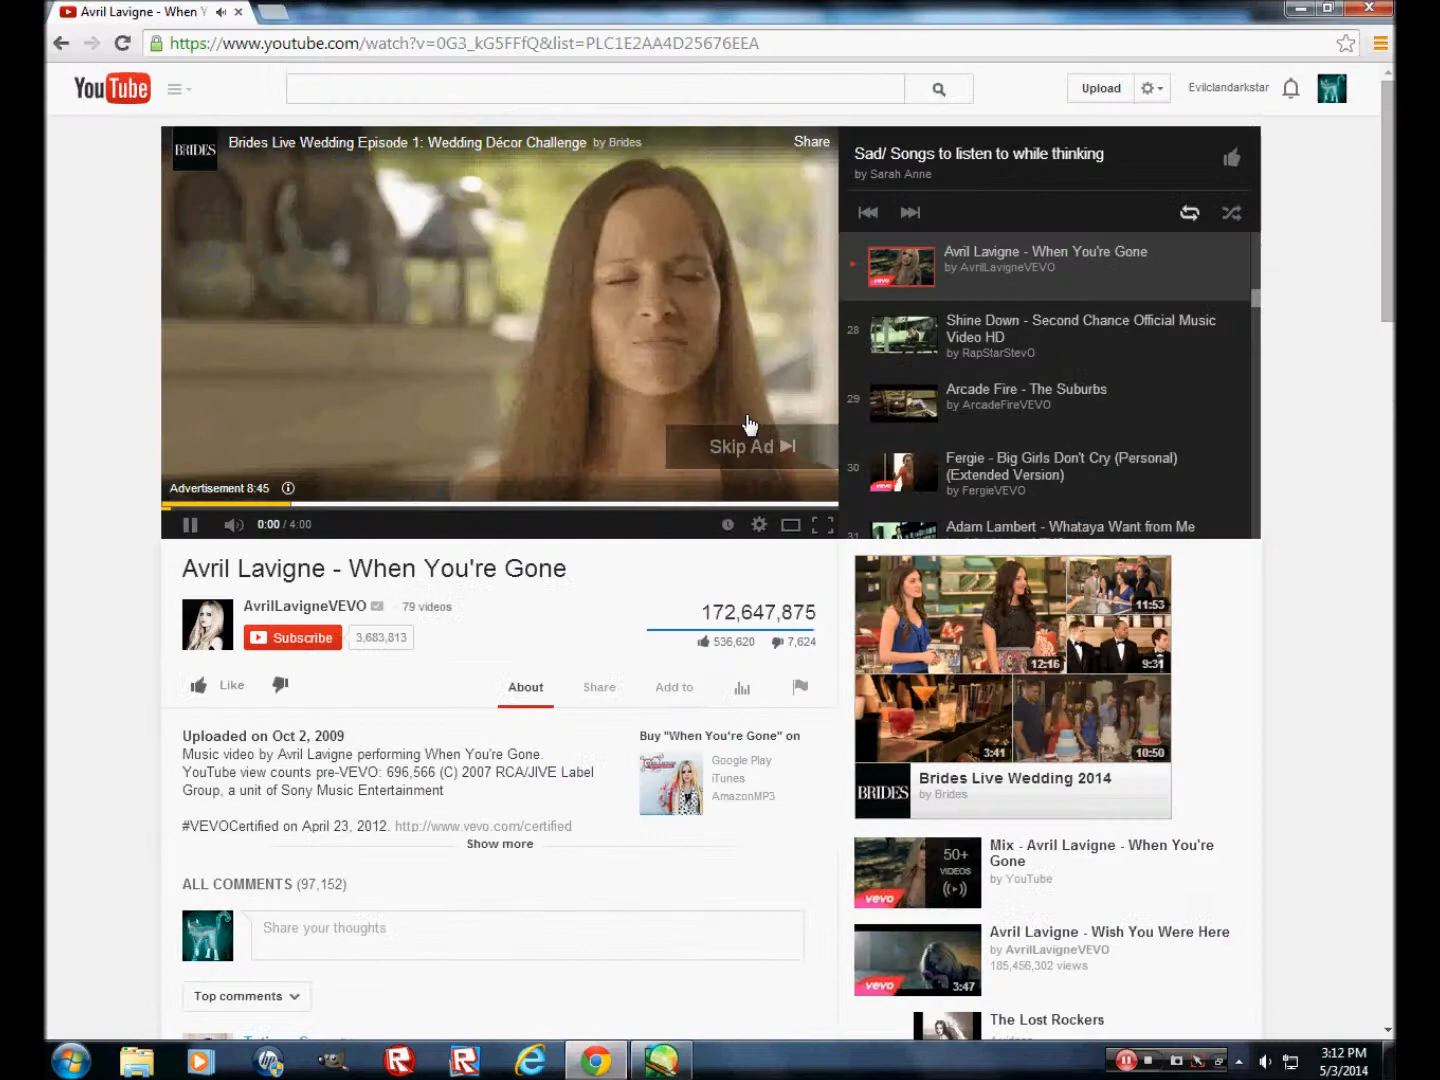 Avril Lavigne - When Y
https://www.youtube.com/watch?v=0G3_kG5FFfQ&list=PLC1E2AA4D25676EEA
YouTube
Upload
Evilclandarkstar
BRIDES
Brides Live Wedding Episode 1: Wedding Décor Challenge by Brides
Share
Skip Ad
Advertisement 8:45
0:00 / 4:00
Sad/ Songs to listen to while thinking
by Sarah Anne
Avril Lavigne - When You're Gone
by AvrilLavigneVEVO
vevo
28
Shine Down - Second Chance Official Music
Video HD
by RapStarStevO
29
Arcade Fire - The Suburbs
by ArcadeFireVEVO
30
Fergie - Big Girls Don't Cry (Personal)
(Extended Version)
by FergieVEVO
vevo
31
Adam Lambert - Whataya Want from Me
Avril Lavigne - When You're Gone
AvrilLavigneVEVO
79 videos
Subscribe
3,683,813
172,647,875
536,620
7,624
Like
About
Share
Add to
Uploaded on Oct 2, 2009
Music video by Avril Lavigne performing When You're Gone.
YouTube view counts pre-VEVO: 696,566 (C) 2007 RCA/JIVE Label
Group, a unit of Sony Music Entertainment
#VEVOCertified on April 23, 2012. http://www.vevo.com/certified
Show more
Buy "When You're Gone" on
Google Play
iTunes
AmazonMP3
ALL COMMENTS (97,152)
Share your thoughts
Top comments
12:16
11:53
9:31
3:41
10:50
BRIDES
Brides Live Wedding 2014
by Brides
50+
VIDEOS
vevo
Mix - Avril Lavigne - When You're
Gone
by YouTube
vevo
3:47
Avril Lavigne - Wish You Were Here
by AvrilLavigneVEVO
185,456,302 views
The Lost Rockers
3:12 PM
5/3/2014